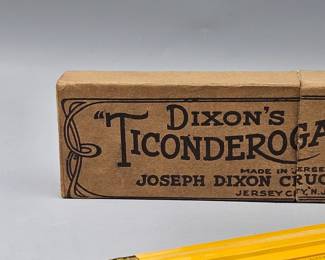 DIXON'S
"TICONDEROGA
MADE IN JERSE
JOSEPH DIXON CRUC
JERSEY CITY, N.J